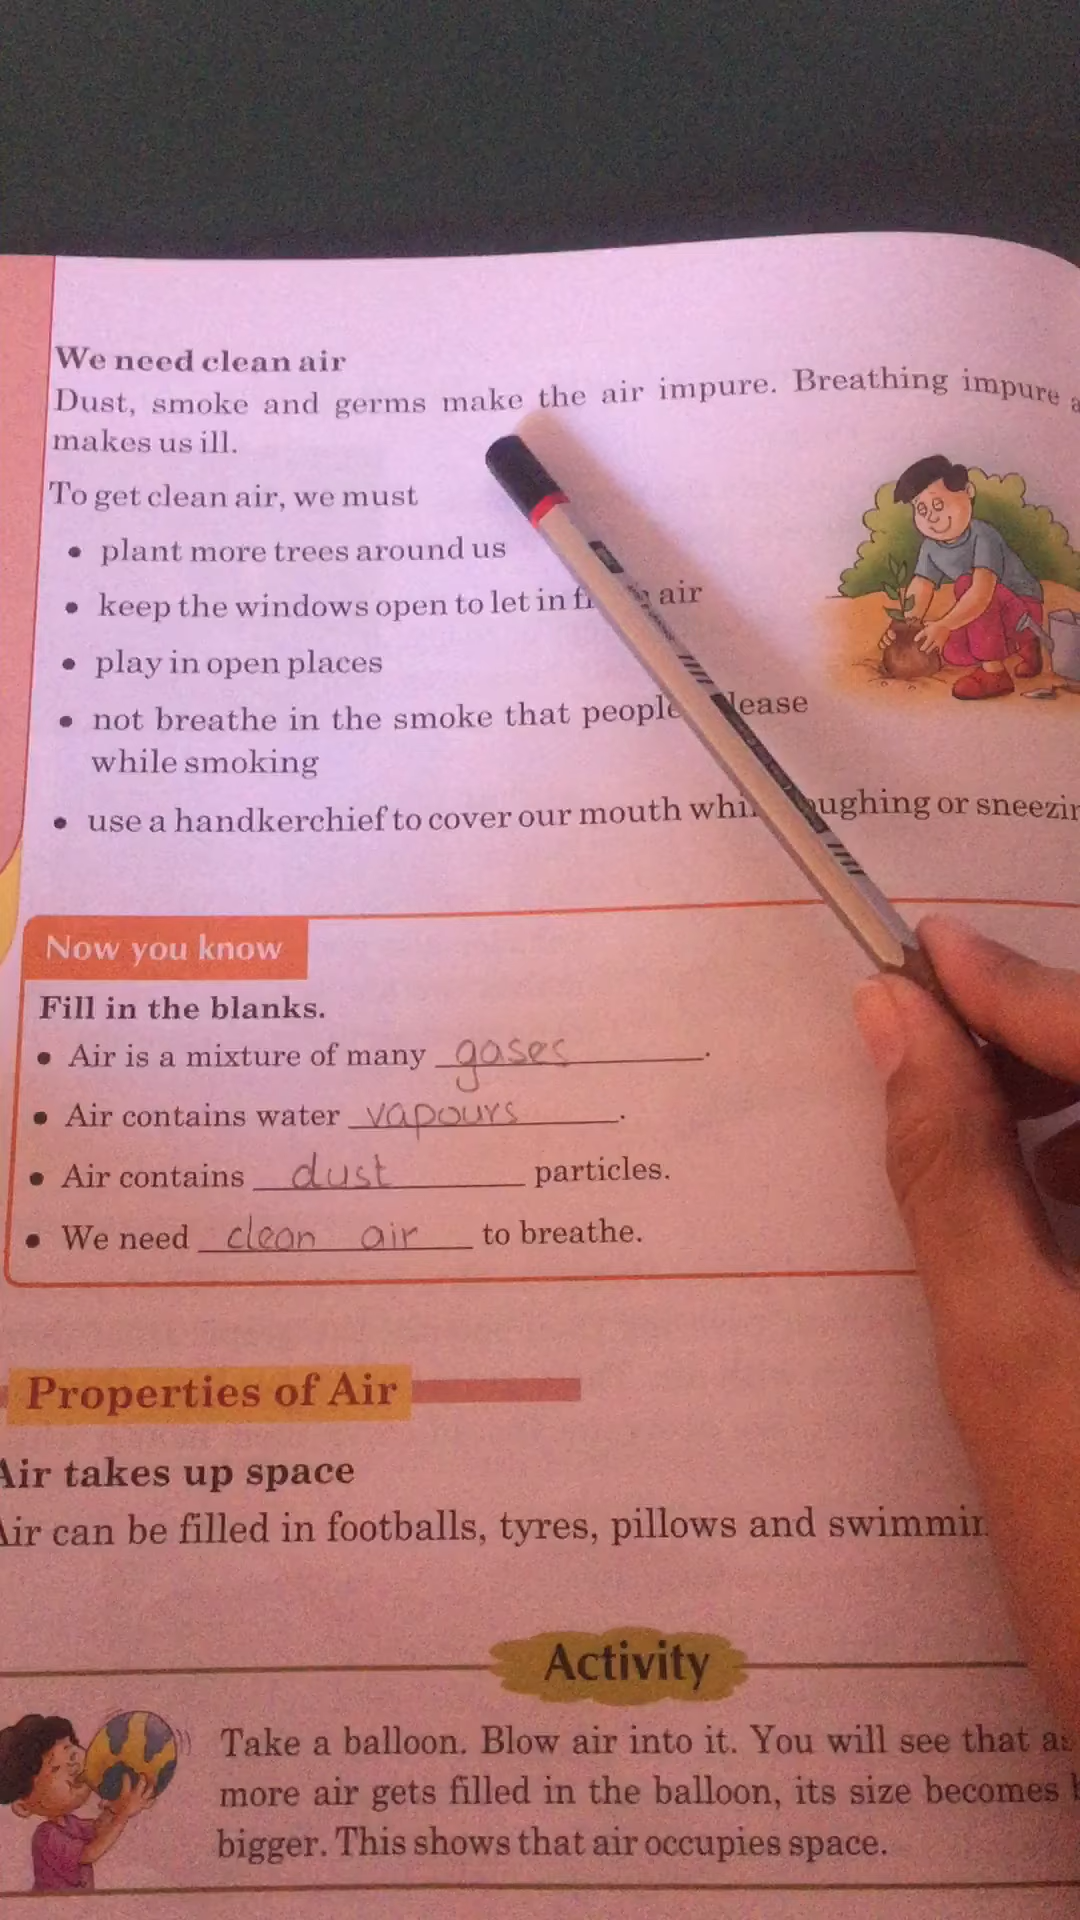 We need clean air
Dust, smoke and germs make the air impure. Breathing impure
makes us ill.
To get clean air, we must
• plant more trees around us
• keep the windows open to let in air
• play in open places
• not breathe in the smoke that people
while smoking
• use a handkerchief to cover our mouth or
Now you know
Fill in the blanks.
• Air is a mixture of many gases.
• Air contains water vapours.
• Air contains dust particles.
• We need clean air to breathe.
Properties of Air
Air takes up space
Air can be filled in footballs, tyres, pillows and
Activity
Take a balloon. Blow air into it. You will see that
more air gets filled in the balloon, its size becomes
bigger. This shows that air occupies space.